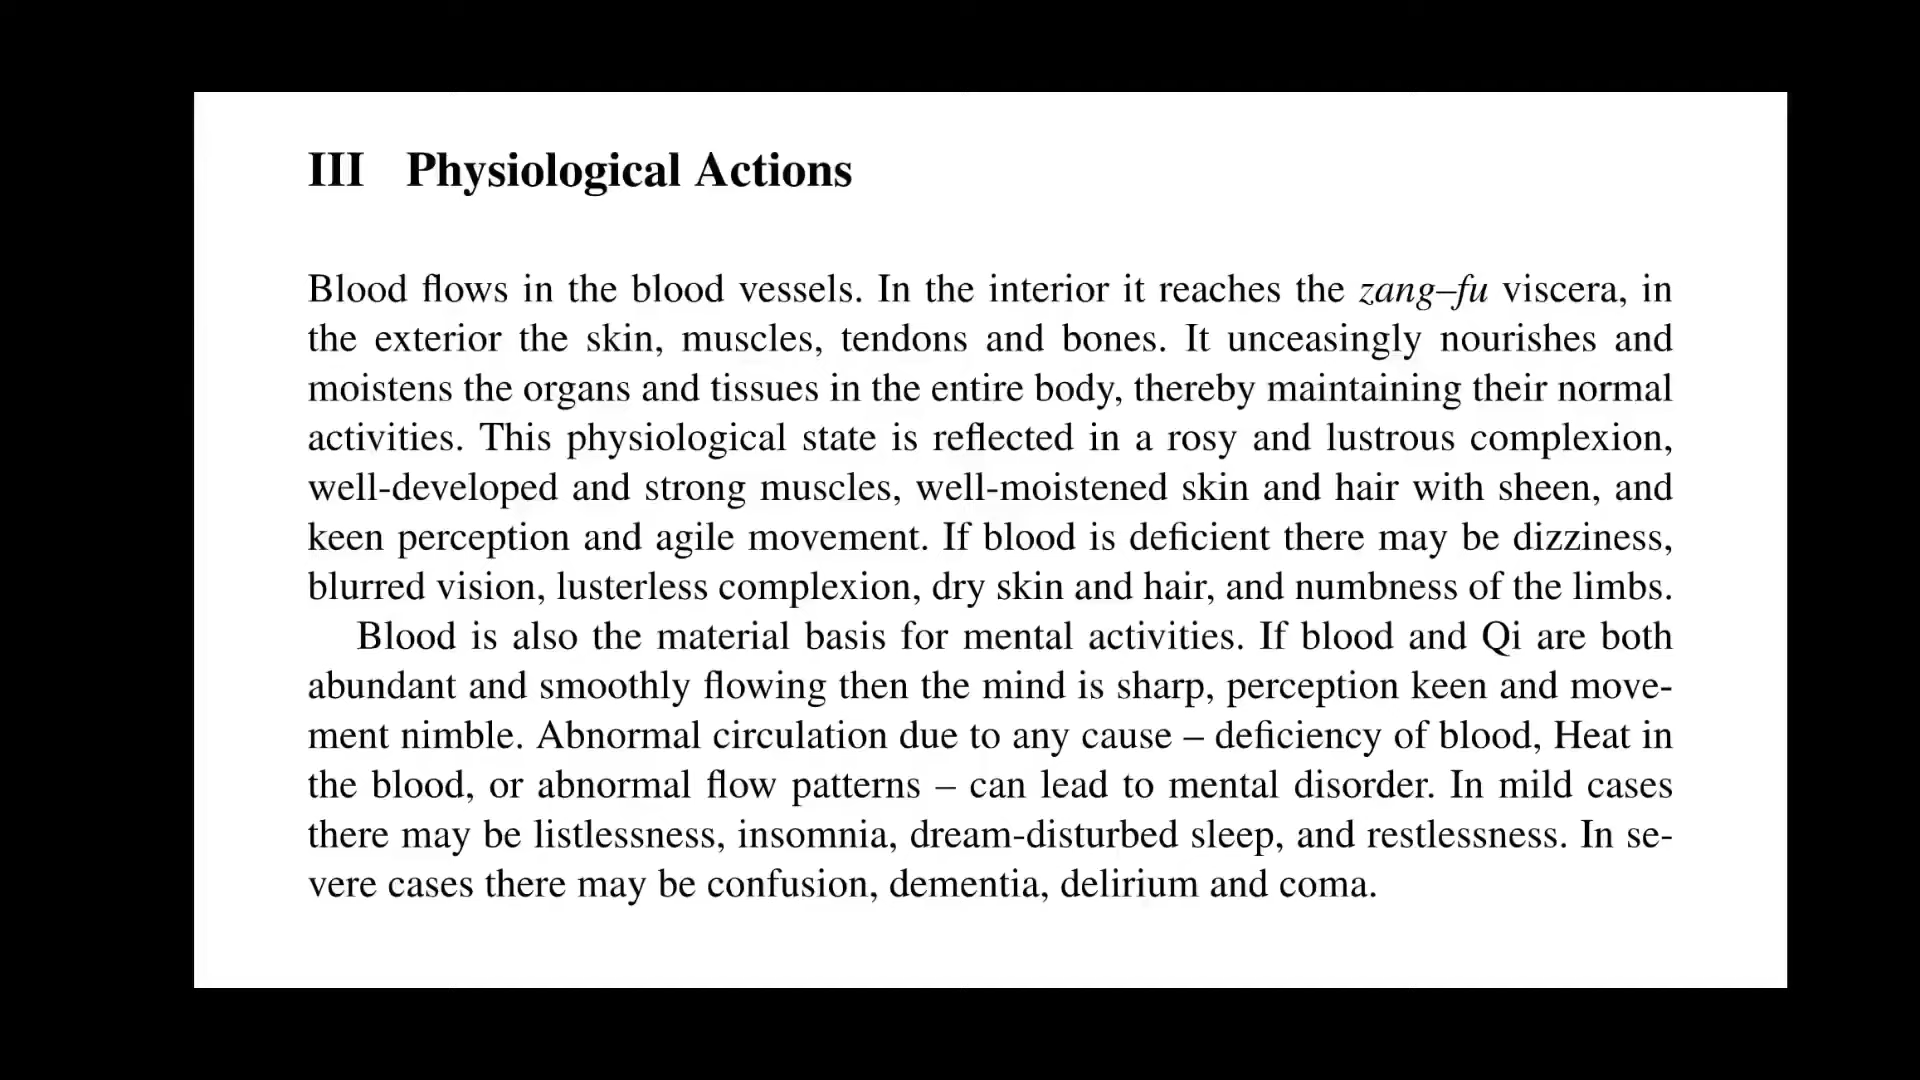 III Physiological Actions
Blood flows in the blood vessels. In the interior it reaches the zang–fu viscera, in
the exterior the skin, muscles, tendons and bones. It unceasingly nourishes and
moistens the organs and tissues in the entire body, thereby maintaining their normal
activities. This physiological state is reflected in a rosy and lustrous complexion,
well-developed and strong muscles, well-moistened skin and hair with sheen, and
keen perception and agile movement. If blood is deficient there may be dizziness,
blurred vision, lusterless complexion, dry skin and hair, and numbness of the limbs.
Blood is also the material basis for mental activities. If blood and Qi are both
abundant and smoothly flowing then the mind is sharp, perception keen and move-
ment nimble. Abnormal circulation due to any cause – deficiency of blood, Heat in
the blood, or abnormal flow patterns – can lead to mental disorder. In mild cases
there may be listlessness, insomnia, dream-disturbed sleep, and restlessness. In se-
vere cases there may be confusion, dementia, delirium and coma.